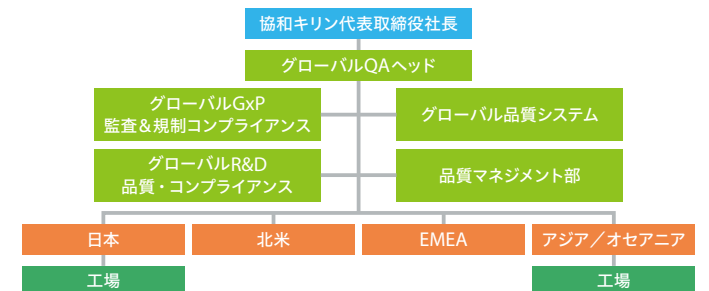 協和キリン代表取締役社長
グローバルQAヘッド
グローバルGxP
監査＆規制コンプライアンス
グローバル品質システム
グローバルR&D
品質・コンプライアンス
品質マネジメント部
日本
北米
EMEA
アジア／オセアニア
工場
工場